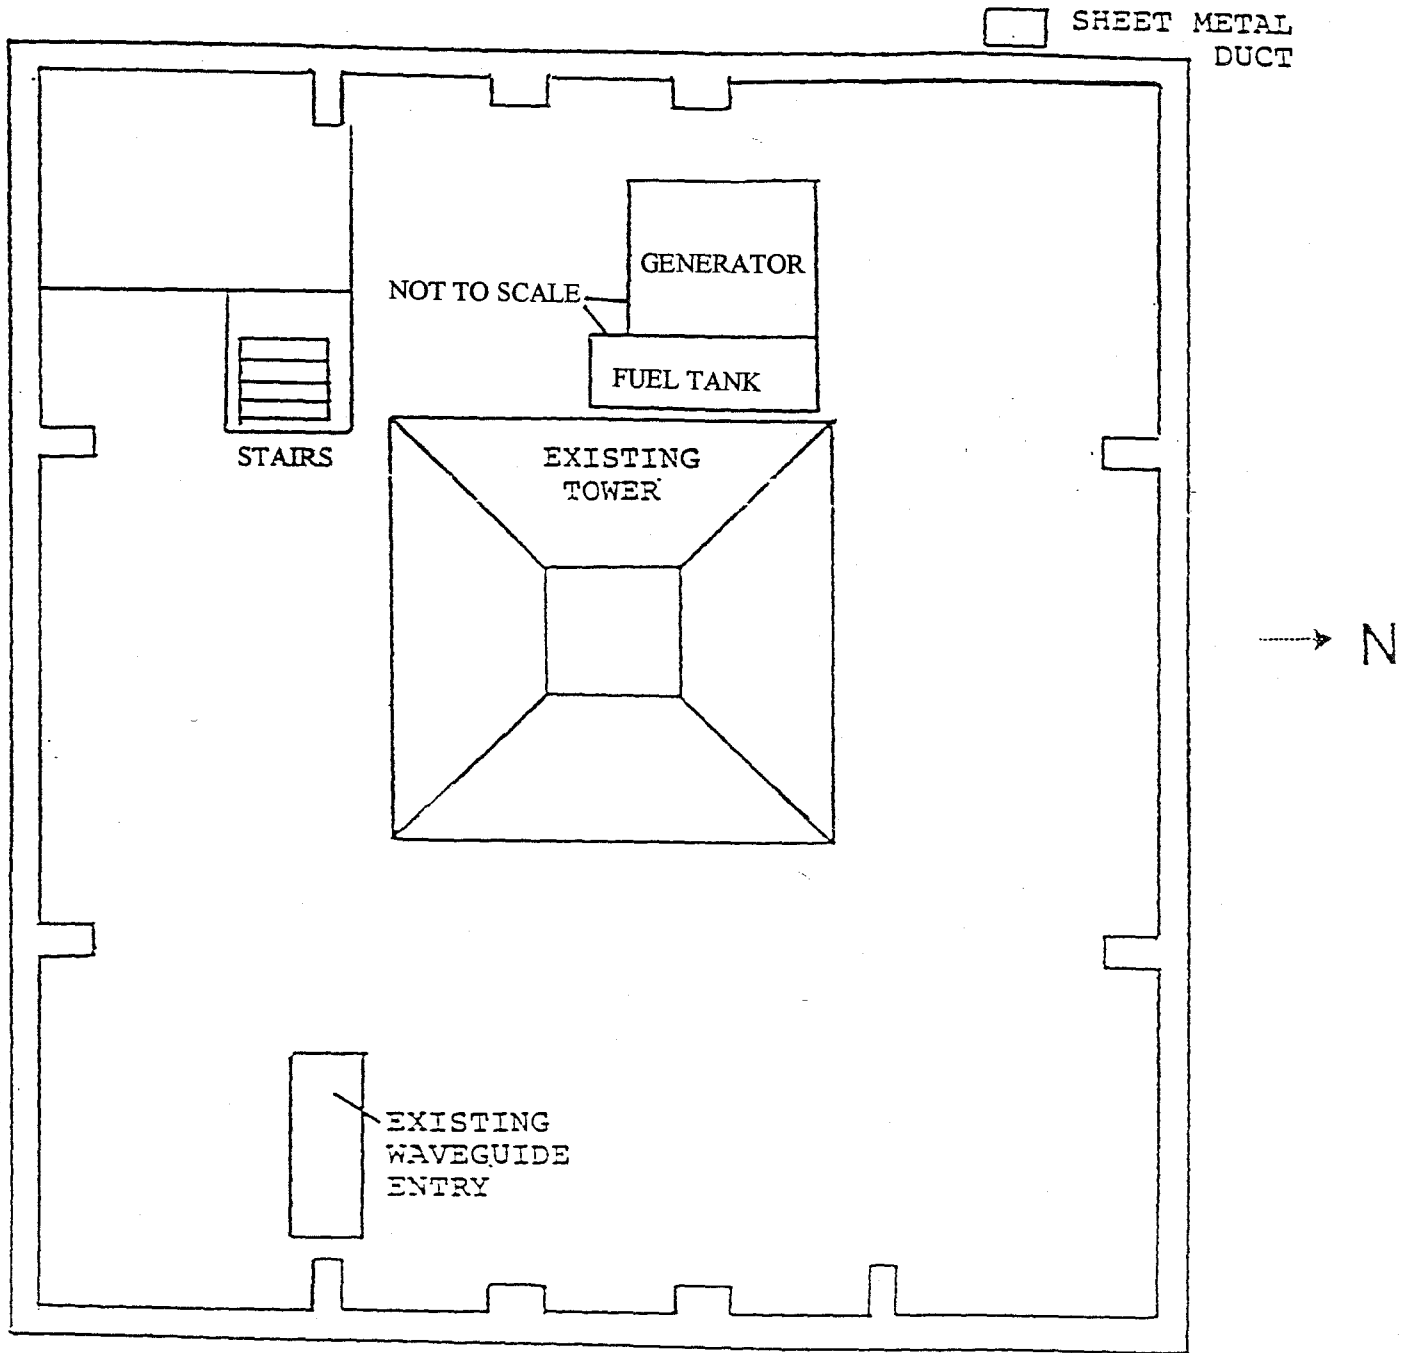 SHEET METAL
DUCT
GENERATOR
NOT TO SCALE
FUEL TANK
STAIRS
EXISTING
TOWER
N
EXISTING
WAVEGUIDE
ENTRY